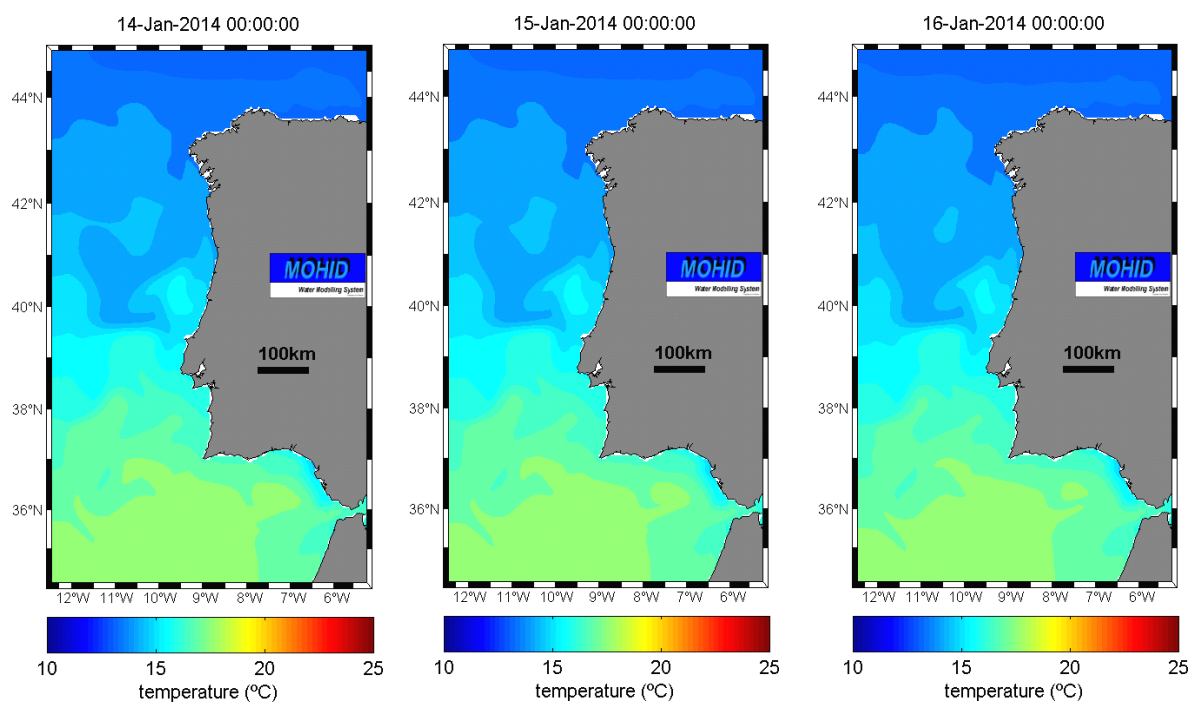 14-Jan-2014 00:00:00
44°N
42°N
40°N
38°N
36°N
MOHID
Water Modelling System
100km
12°W 11°W 10°W 9°W 8°W 7°W 6°W
10 15 20 25
temperature (ºC)
15-Jan-2014 00:00:00
44°N
42°N
40°N
38°N
36°N
MOHID
Water Modelling System
100km
12°W 11°W 10°W 9°W 8°W 7°W 6°W
10 15 20 25
temperature (ºC)
16-Jan-2014 00:00:00
44°N
42°N
40°N
38°N
36°N
MOHID
Water Modelling System
100km
12°W 11°W 10°W 9°W 8°W 7°W 6°W
10 15 20 25
temperature (ºC)